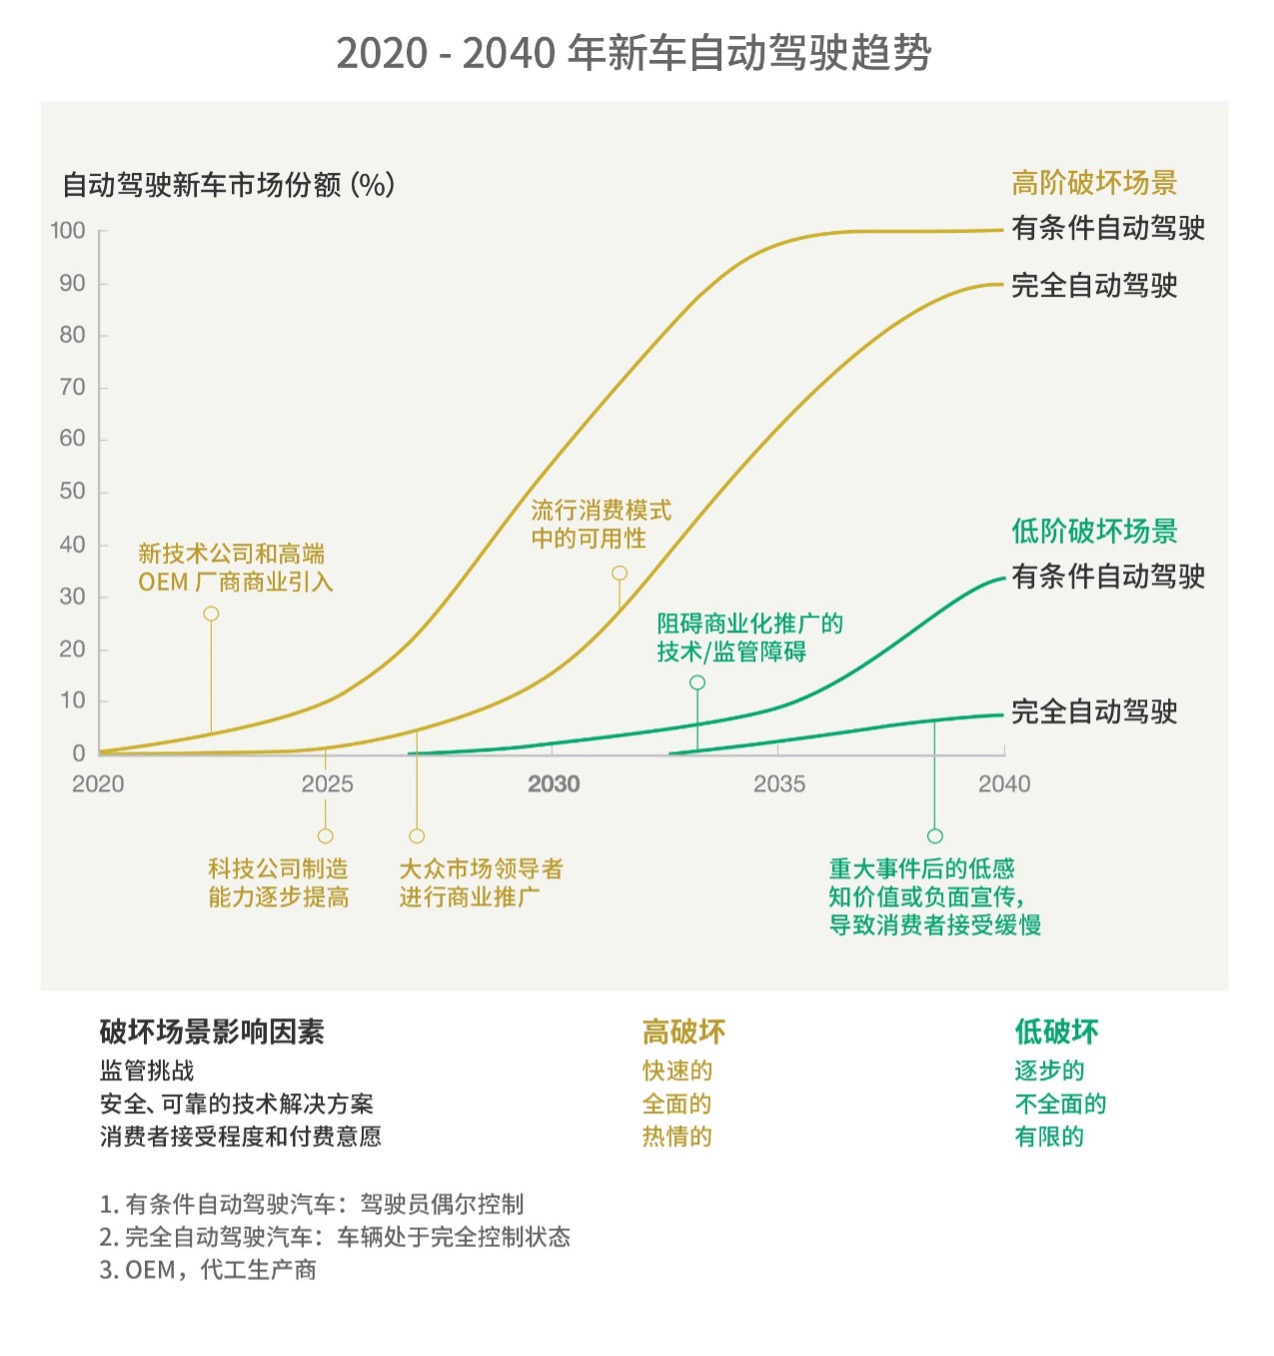 2020 - 2040 年新车自动驾驶趋势
自动驾驶新车市场份额 (%)
高阶破坏场景
有条件自动驾驶
完全自动驾驶
100
90
80
70
60
50
40
30
20
10
0
流行消费模式
中的可用性
新技术公司和高端
OEM 厂商商业引入
低阶破坏场景
有条件自动驾驶
阻碍商业化推广的
技术/监管障碍
完全自动驾驶
2020
2025
2030
2035
2040
科技公司制造
能力逐步提高
大众市场领导者
进行商业推广
重大事件后的低感
知价值或负面宣传，
导致消费者接受缓慢
破坏场景影响因素
高破坏
低破坏
监管挑战
快速的
逐步的
安全、可靠的技术解决方案
全面的
不全面的
消费者接受程度和付费意愿
热情的
有限的
1. 有条件自动驾驶汽车：驾驶员偶尔控制
2. 完全自动驾驶汽车：车辆处于完全控制状态
3. OEM，代工生产商